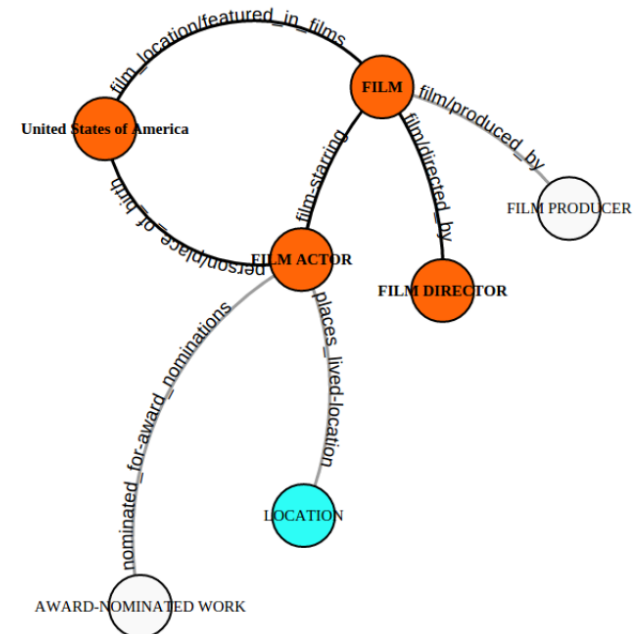 film_location/featured_in_films
FILM
film/produced_by
United States of America
film-starring
film/directed_by
person/place_of_birth
FILM PRODUCER
FILM ACTOR
FILM DIRECTOR
nominated_for-award_nominations
places_lived-location
LOCATION
AWARD-NOMINATED WORK